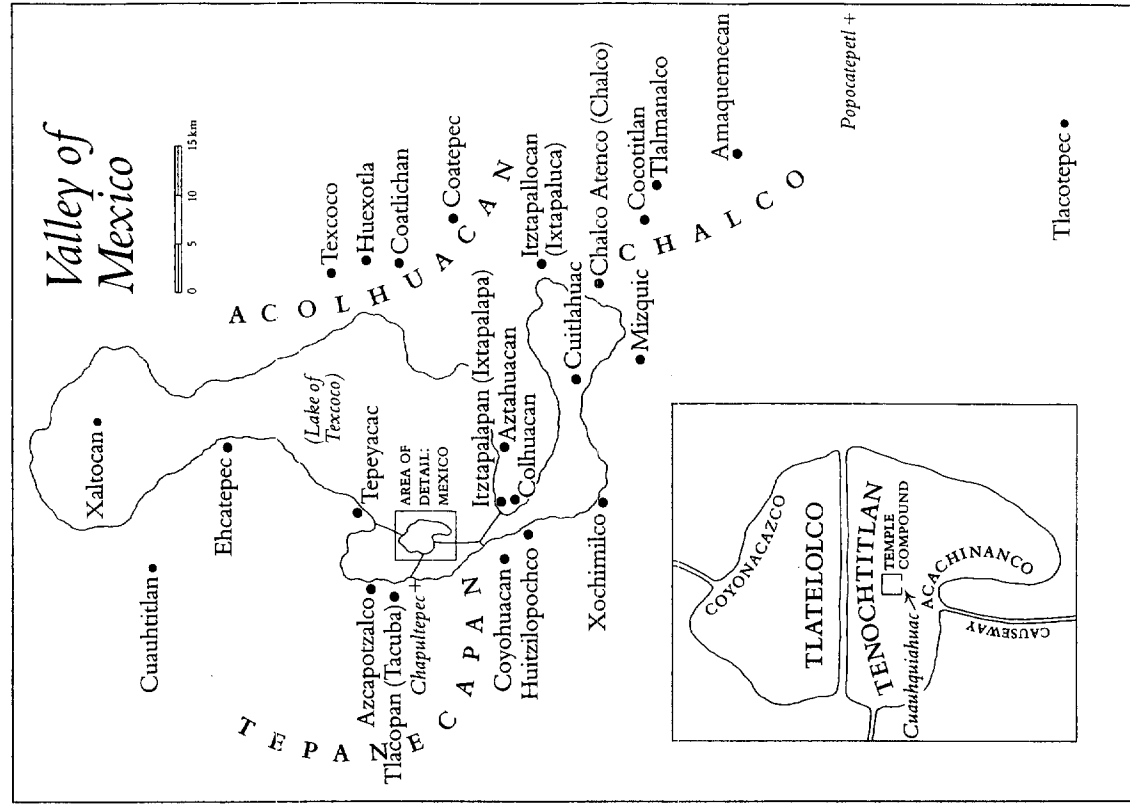 Valley of
Mexico
0 5 10 15 km
Xaltocan
Cuauhtitlan
Ehcatepec
(Lake of
Texcoco)
ACOLHUACAN
Texcoco
Huexotla
Coatlichan
Coatepec
Tepeyacac
AREA OF
DETAIL:
MEXICO
TEPANECAPAN
Azcapotzalco
Tlacopan (Tacuba)
Chapultepec +
Itztapalapan (Ixtapalapa)
Aztahuacan
Colhuacan
Coyohuacan
Huitzilopochco
Itztapallocan
(Ixtapaluca)
Cuitlahuac
Chalco Atenco (Chalco)
Xochimilco
Mizquic
CHALCO
Cocotitlan
Tlalmanalco
Amaquemecan
Popocatepetl +
Tlacotepec
COYONACAZCO
TLATELOLCO
TENOCHTITLAN
TEMPLE
COMPOUND
Cuauhquiahuac
ACACHINANCO
CAUSEWAY